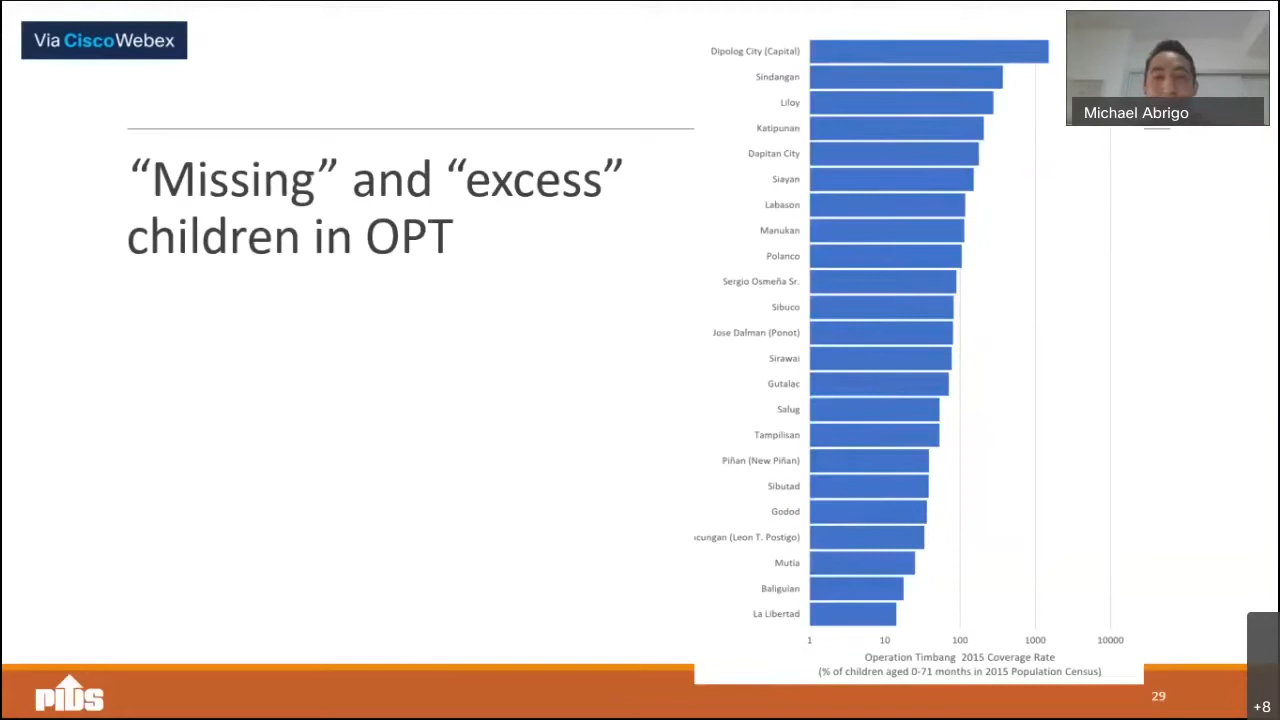 Via CiscoWebex
Michael Abrigo
“Missing” and “excess”
children in OPT
Dipolog City (Capital)
Sindangan
Liloy
Katipunan
Dapitan City
Siayan
Labason
Manukan
Polanco
Sergio Osmeña Sr.
Sibuco
Jose Dalman (Ponot)
Sirawai
Gutalac
Salug
Tampilisan
Piñan (New Piñan)
Sibutad
Godod
(Leon T. Postigo)
Mutia
Baliguian
La Libertad
1 10 100 1000 10000
Operation Timbang 2015 Coverage Rate
(% of children aged 0-71 months in 2015 Population Census)
PIDS
29
+8